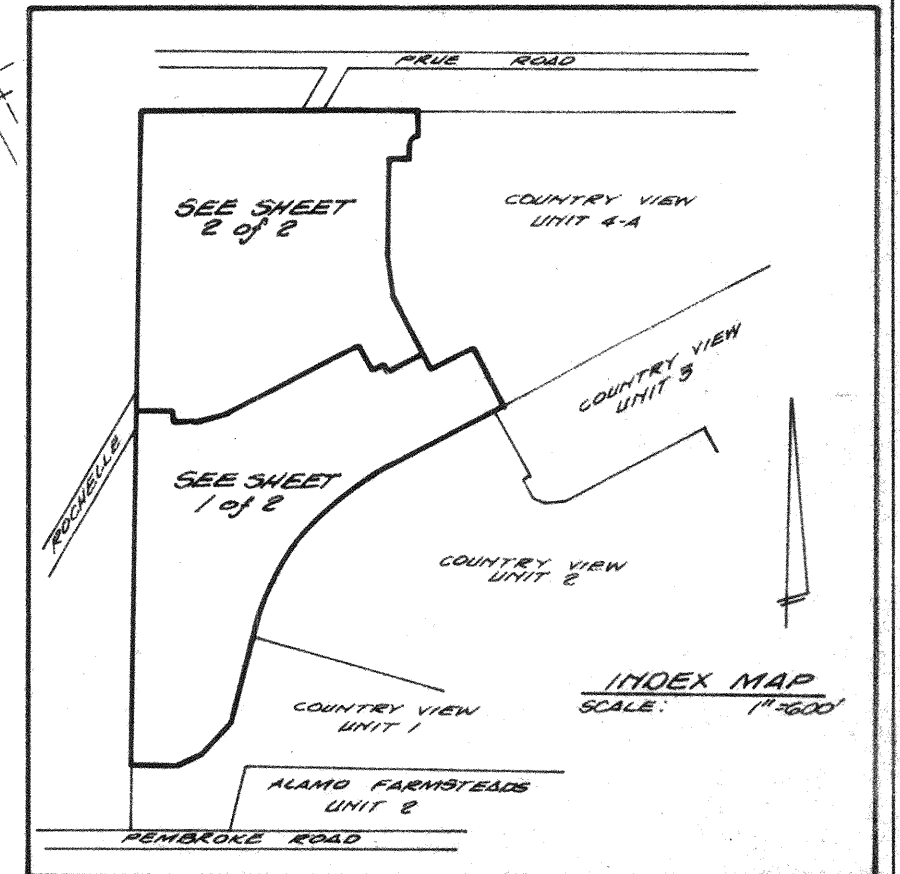 PRUE ROAD
SEE SHEET
2 of 2
COUNTRY VIEW
UNIT 4-A
COUNTRY VIEW
UNIT 3
ROCHELLE
SEE SHEET
1 of 2
COUNTRY VIEW
UNIT 2
INDEX MAP
SCALE: 1"=600'
COUNTRY VIEW
UNIT 1
ALAMO FARMSTEADS
UNIT 2
PEMBROKE ROAD